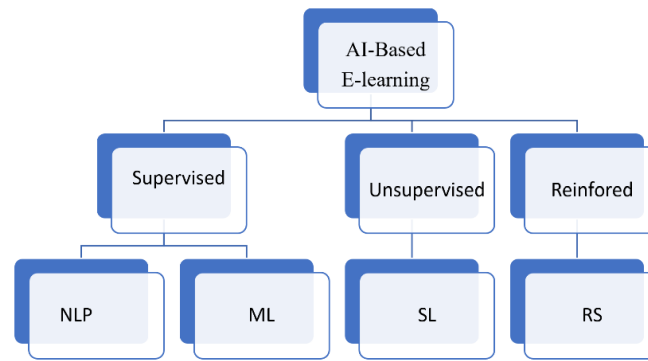 AI-Based
E-learning
Supervised
Unsupervised
Reinfored
NLP
ML
SL
RS